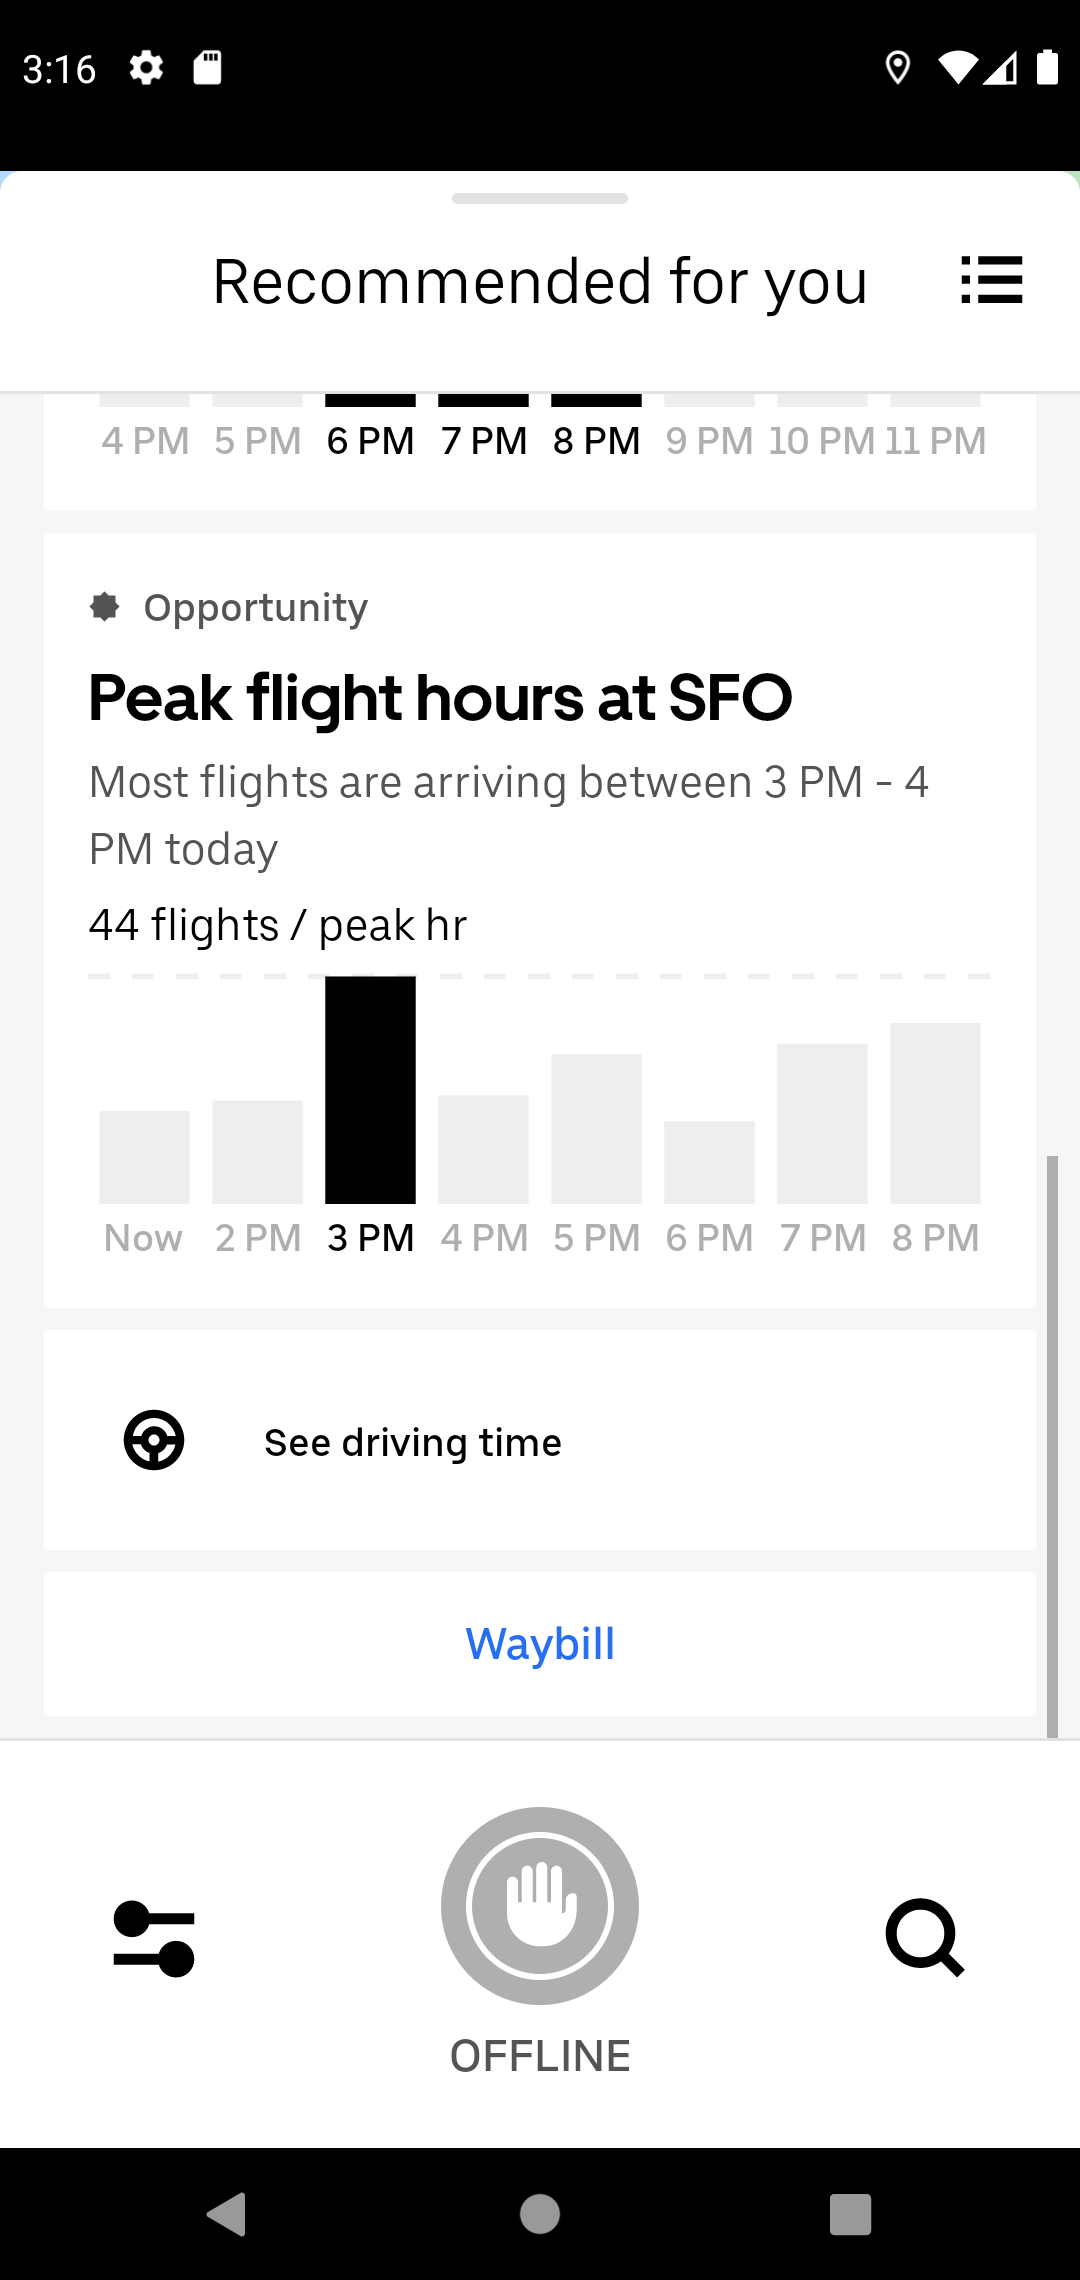 3:16
Recommended for you
4 PM 5 PM 6 PM 7 PM 8 PM 9 PM 10 PM 11 PM
Opportunity
Peak flight hours at SFO
Most flights are arriving between 3 PM - 4
PM today
44 flights / peak hr
Now 2 PM 3 PM 4 PM 5 PM 6 PM 7 PM 8 PM
See driving time
Waybill
OFFLINE